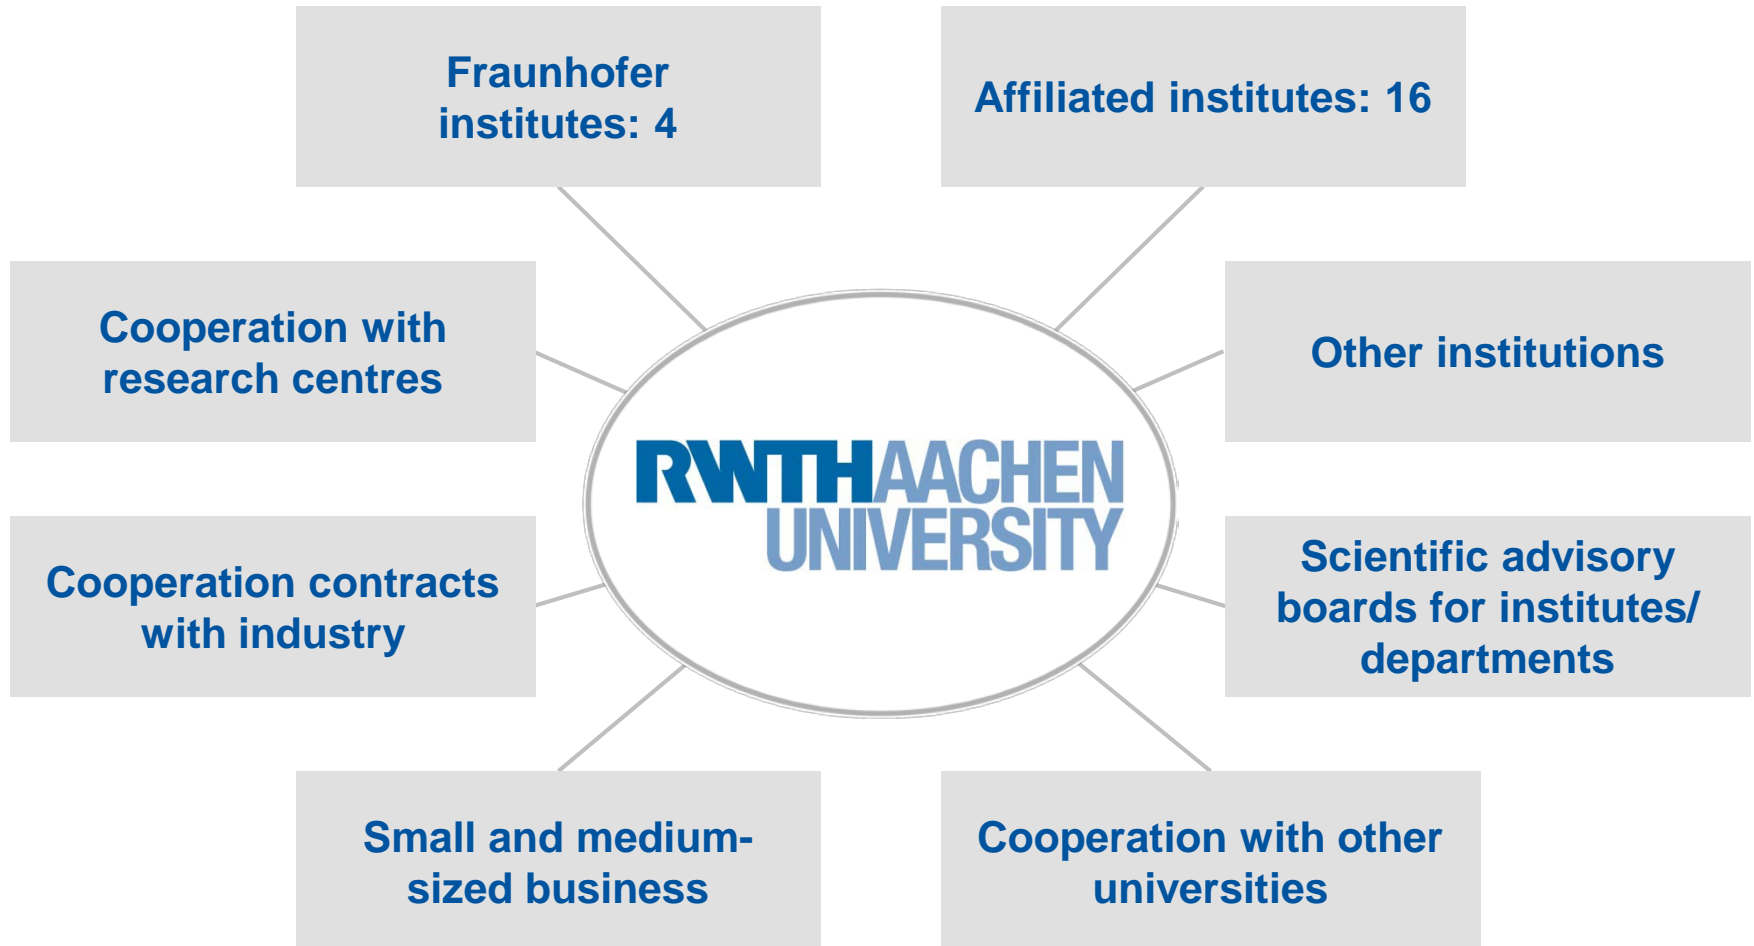 Fraunhofer
institutes: 4
Affiliated institutes: 16
Cooperation with
research centres
Other institutions
RWTHAACHEN
UNIVERSITY
Cooperation contracts
with industry
Scientific advisory
boards for institutes/
departments
Small and medium-
sized business
Cooperation with other
universities